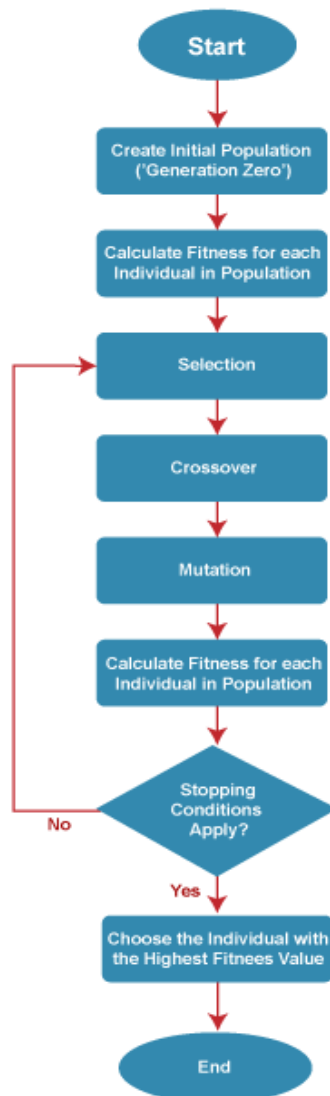 Start
Create Initial Population
('Generation Zero')
Calculate Fitness for each
Individual in Population
Selection
Crossover
Mutation
Calculate Fitness for each
Individual in Population
Stopping
Conditions
Apply?
No
Yes
Choose the Individual with
the Highest Fitnees Value
End